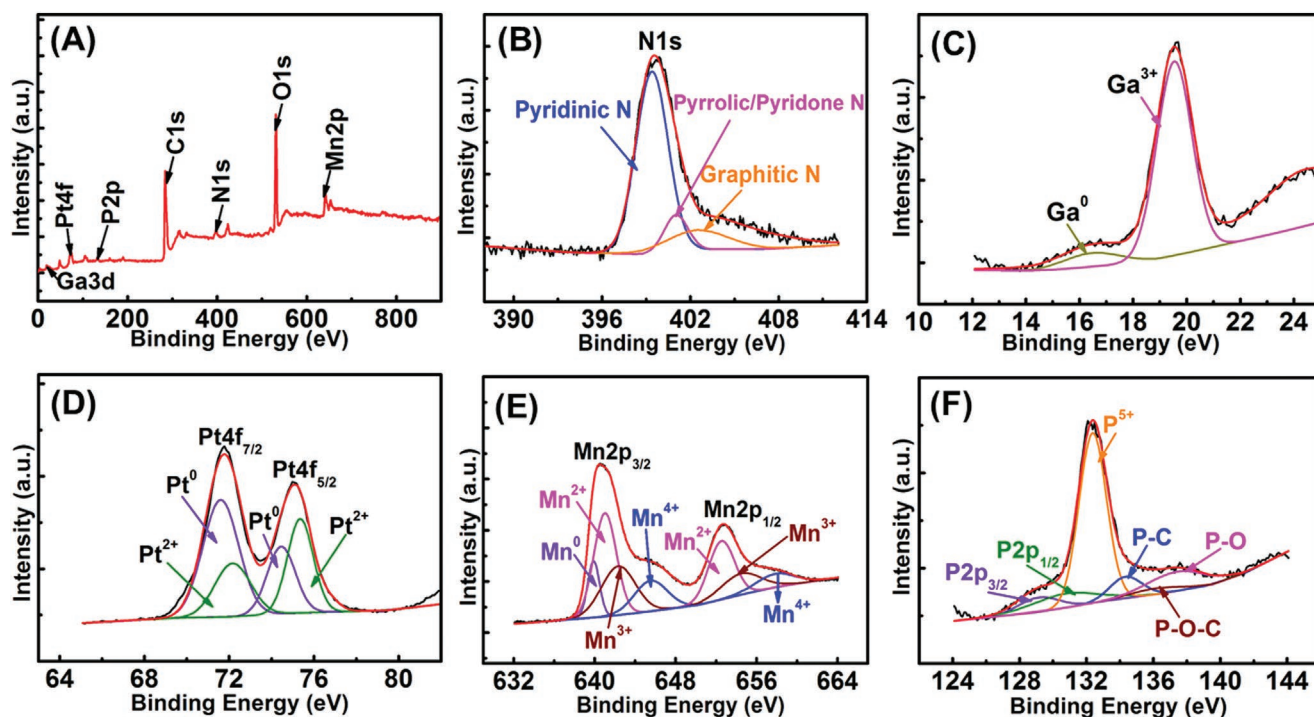 (A)
Intensity (a.u.)
Pt4f
P2p
C1s
N1s
O1s
Mn2p
Ga3d
0 200 400 600 800
Binding Energy (eV)
(B)
Intensity (a.u.)
N1s
Pyridinic N
Pyrrolic/Pyridone N
Graphitic N
390 396 402 408 414
Binding Energy (eV)
(C)
Intensity (a.u.)
Ga3+
Ga0
10 12 14 16 18 20 22 24
Binding Energy (eV)
(D)
Intensity (a.u.)
Pt4f7/2
Pt4f5/2
Pt0
Pt0
Pt2+
Pt2+
64 68 72 76 80
Binding Energy (eV)
(E)
Intensity (a.u.)
Mn2p3/2
Mn2p1/2
Mn2+
Mn4+
Mn2+
Mn3+
Mn0
Mn3+
Mn4+
632 640 648 656 664
Binding Energy (eV)
(F)
Intensity (a.u.)
P5+
P-C
P-O
P2p1/2
P2p3/2
P-O-C
124 128 132 136 140 144
Binding Energy (eV)